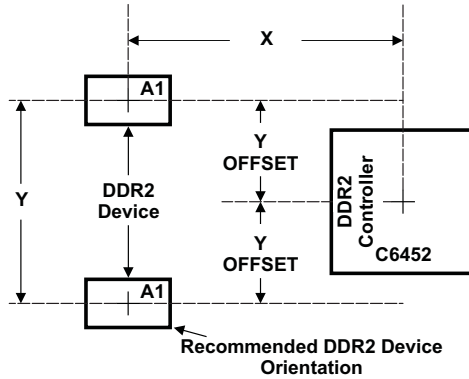 X
A1
Y
OFFSET
DDR2
Controller
C6452
Y
DDR2
Device
Y
OFFSET
A1
Recommended DDR2 Device
Orientation